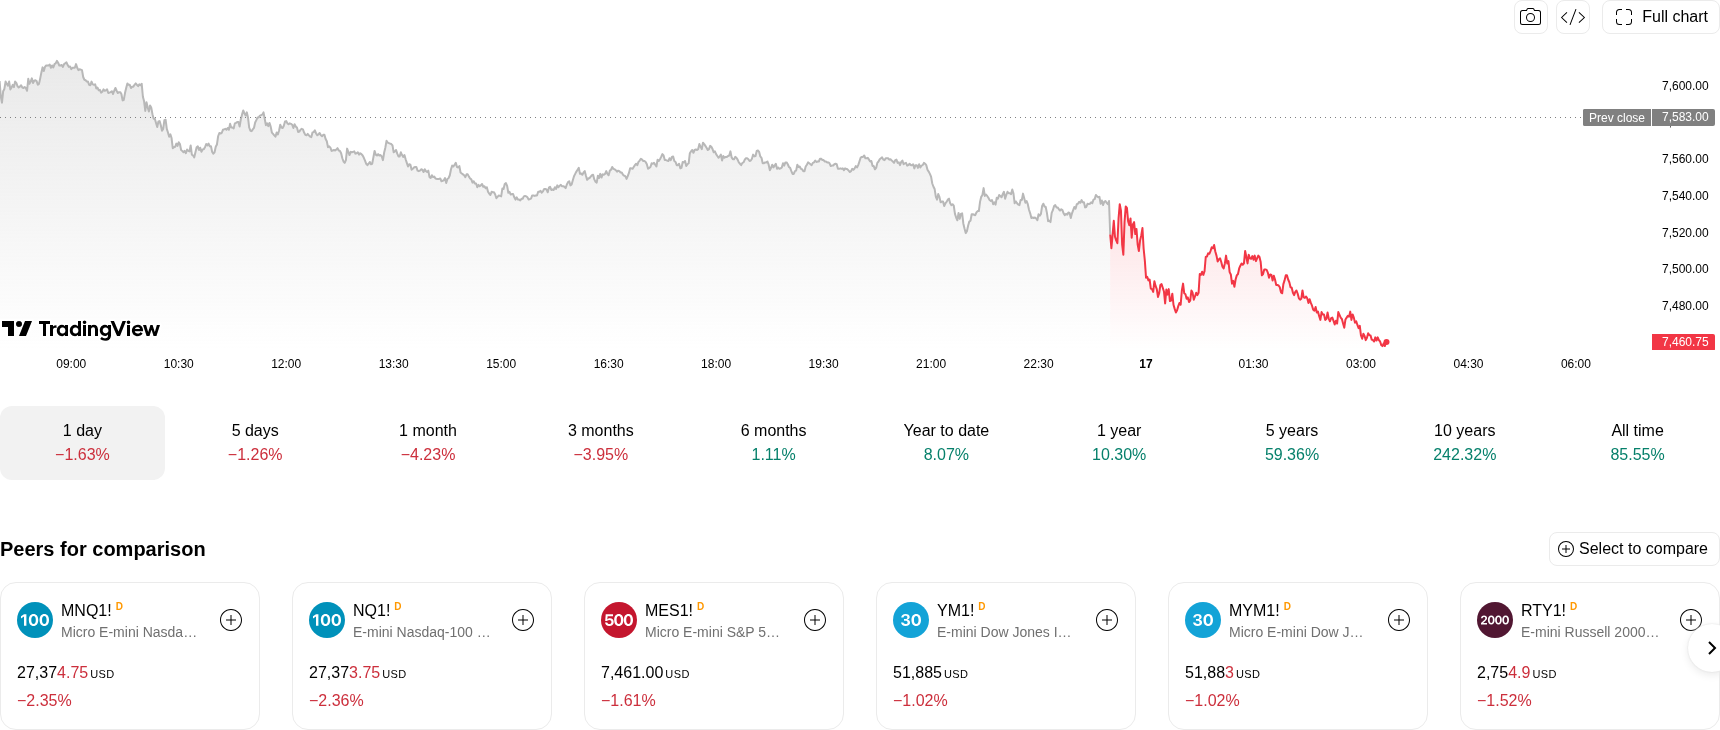 Full chart
7,600.00
Prev close 7,583.00
7,560.00
7,540.00
7,520.00
7,500.00
7,480.00
7,460.75
TradingView
09:00 10:30 12:00 13:30 15:00 16:30 18:00 19:30 21:00 22:30 17 01:30 03:00 04:30 06:00
1 day 5 days 1 month 3 months 6 months Year to date 1 year 5 years 10 years All time
−1.63% −1.26% −4.23% −3.95% 1.11% 8.07% 10.30% 59.36% 242.32% 85.55%
Peers for comparison
Select to compare
100 MNQ1! D
Micro E-mini Nasda…
27,374.75 USD
−2.35%
100 NQ1! D
E-mini Nasdaq-100 …
27,373.75 USD
−2.36%
500 MES1! D
Micro E-mini S&P 5…
7,461.00 USD
−1.61%
30 YM1! D
E-mini Dow Jones I…
51,885 USD
−1.02%
30 MYM1! D
Micro E-mini Dow J…
51,883 USD
−1.02%
2000 RTY1! D
E-mini Russell 2000…
2,754.9 USD
−1.52%